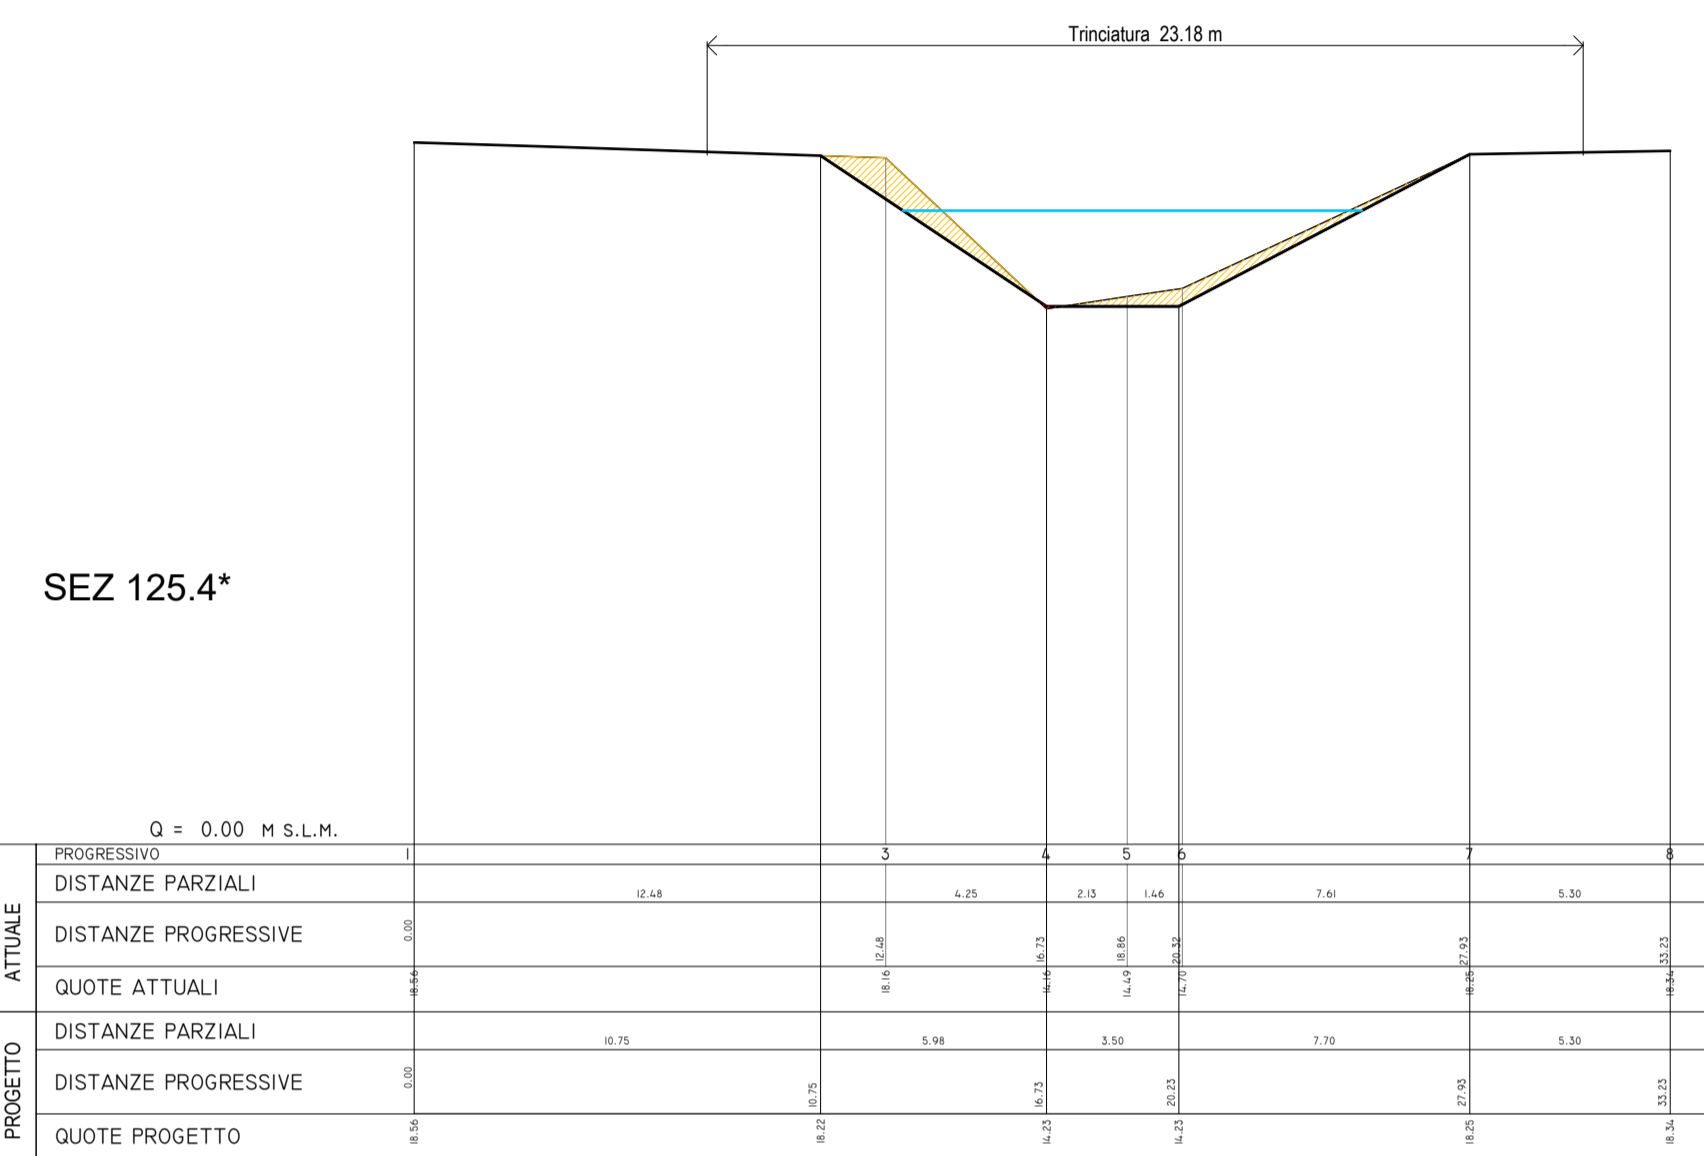 Trinciatura 23.18 m
SEZ 125.4*
Q = 0.00 M S.L.M.
ATTUALE
PROGRESSIVO 1 3 4 5 6 7 8
DISTANZE PARZIALI 12.48 4.25 2.13 1.46 7.61 5.30
DISTANZE PROGRESSIVE 0.00 12.48 16.73 18.86 20.32 27.93 33.23
QUOTE ATTUALI 18.56 18.16 14.16 14.49 14.70 18.25 18.34
PROGETTO
DISTANZE PARZIALI 10.75 5.98 3.50 7.70 5.30
DISTANZE PROGRESSIVE 0.00 10.75 16.73 20.23 27.93 33.23
QUOTE PROGETTO 18.56 18.22 14.23 14.23 18.25 18.34